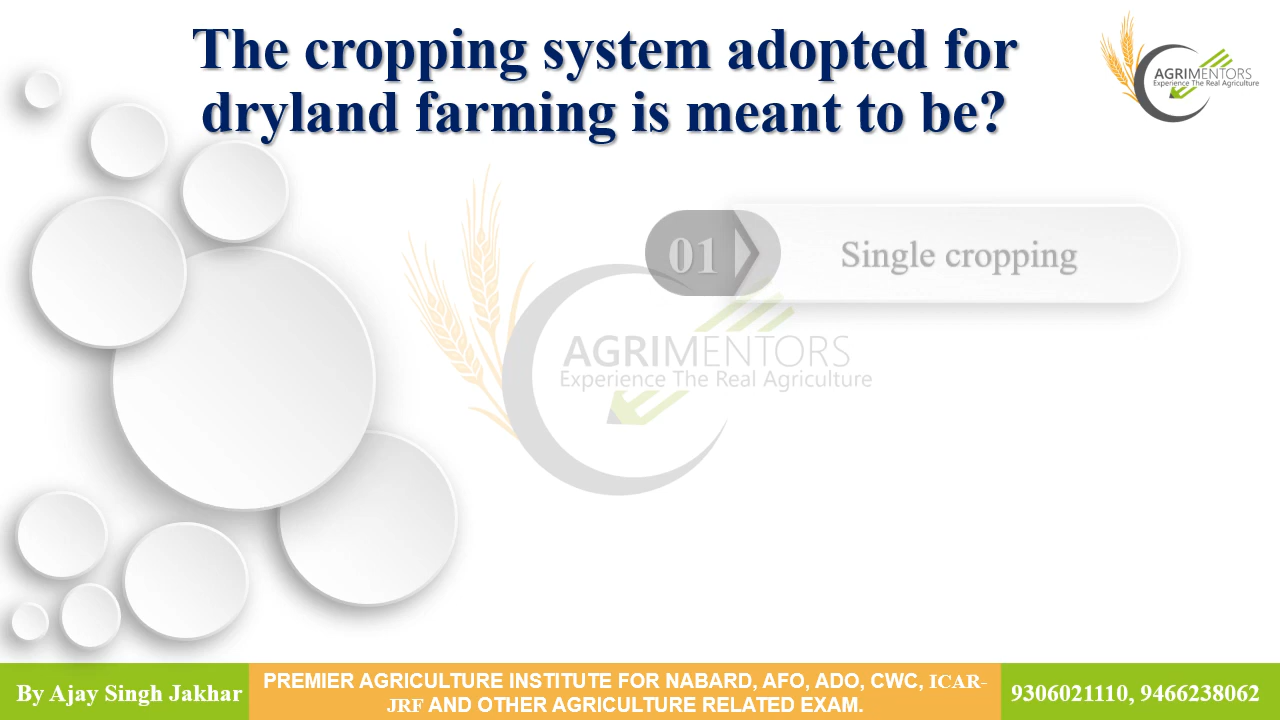 The cropping system adopted for
dryland farming is meant to be?
AGRIMENTORS
Experience The Real Agriculture
01
Single cropping
AGRIMENTORS
Experience The Real Agriculture
By Ajay Singh Jakhar
PREMIER AGRICULTURE INSTITUTE FOR NABARD, AFO, ADO, CWC, ICAR-
JRF AND OTHER AGRICULTURE RELATED EXAM.
9306021110, 9466238062